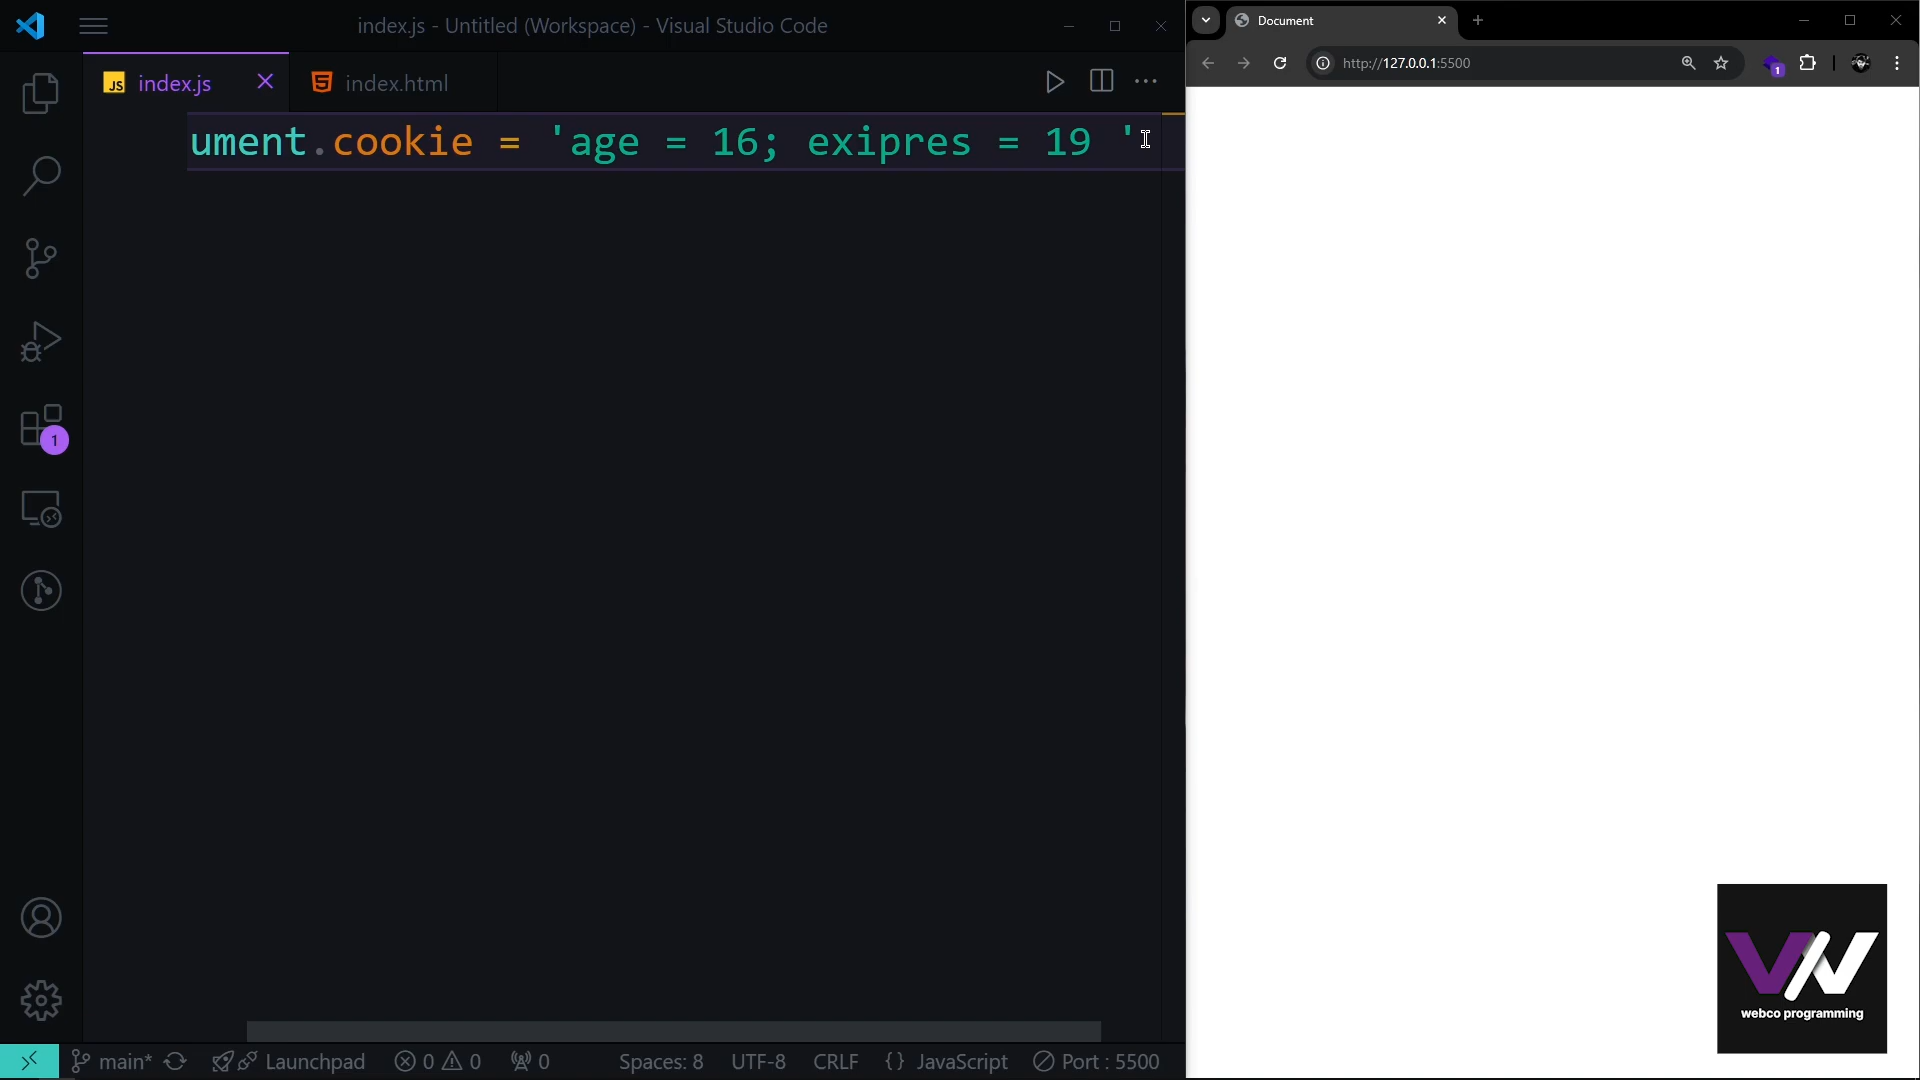 index.js - Untitled (Workspace) - Visual Studio Code
JS index.js
index.html
ument.cookie = 'age = 16; exipres = 19 '
1
main*
Launchpad
0
0
0
Spaces: 8
UTF-8
CRLF
{} JavaScript
Port : 5500
Document
http://127.0.0.1:5500
1
webco programming